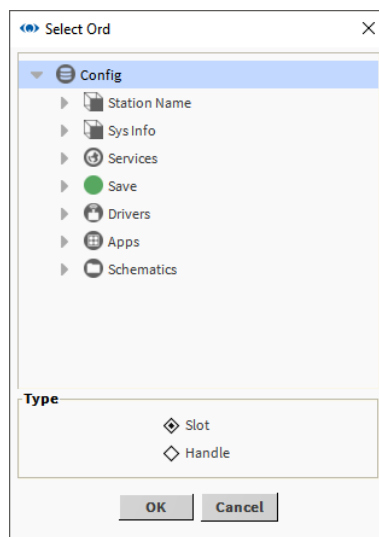 Select Ord
Config
Station Name
Sys Info
Services
Save
Drivers
Apps
Schematics
Type
Slot
Handle
OK Cancel